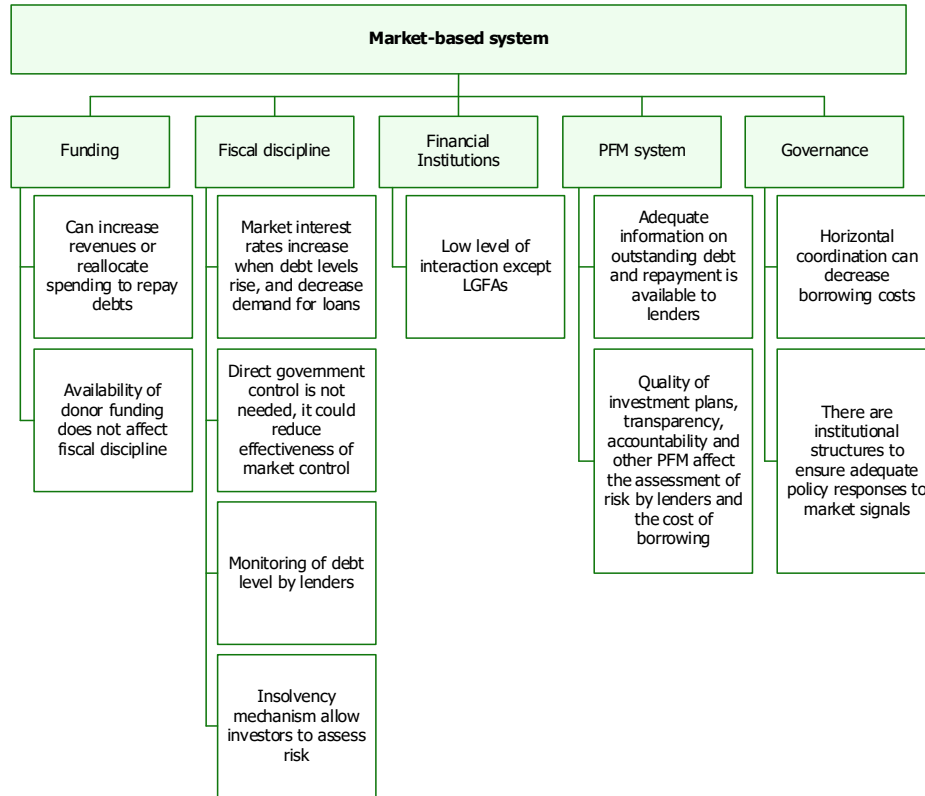 Market-based system
Funding
Fiscal discipline
Financial
Institutions
PFM system
Governance
Can increase
revenues or
reallocate
spending to repay
debts
Availability of
donor funding
does not affect
fiscal discipline
Market interest
rates increase
when debt levels
rise, and decrease
demand for loans
Direct government
control is not
needed, it could
reduce
effectiveness of
market control
Monitoring of debt
level by lenders
Insolvency
mechanism allow
investors to assess
risk
Low level of
interaction except
LGFAs
Adequate
information on
outstanding debt
and repayment is
available to
lenders
Quality of
investment plans,
transparency,
accountability and
other PFM affect
the assessment of
risk by lenders and
the cost of
borrowing
Horizontal
coordination can
decrease
borrowing costs
There are
institutional
structures to
ensure adequate
policy responses to
market signals